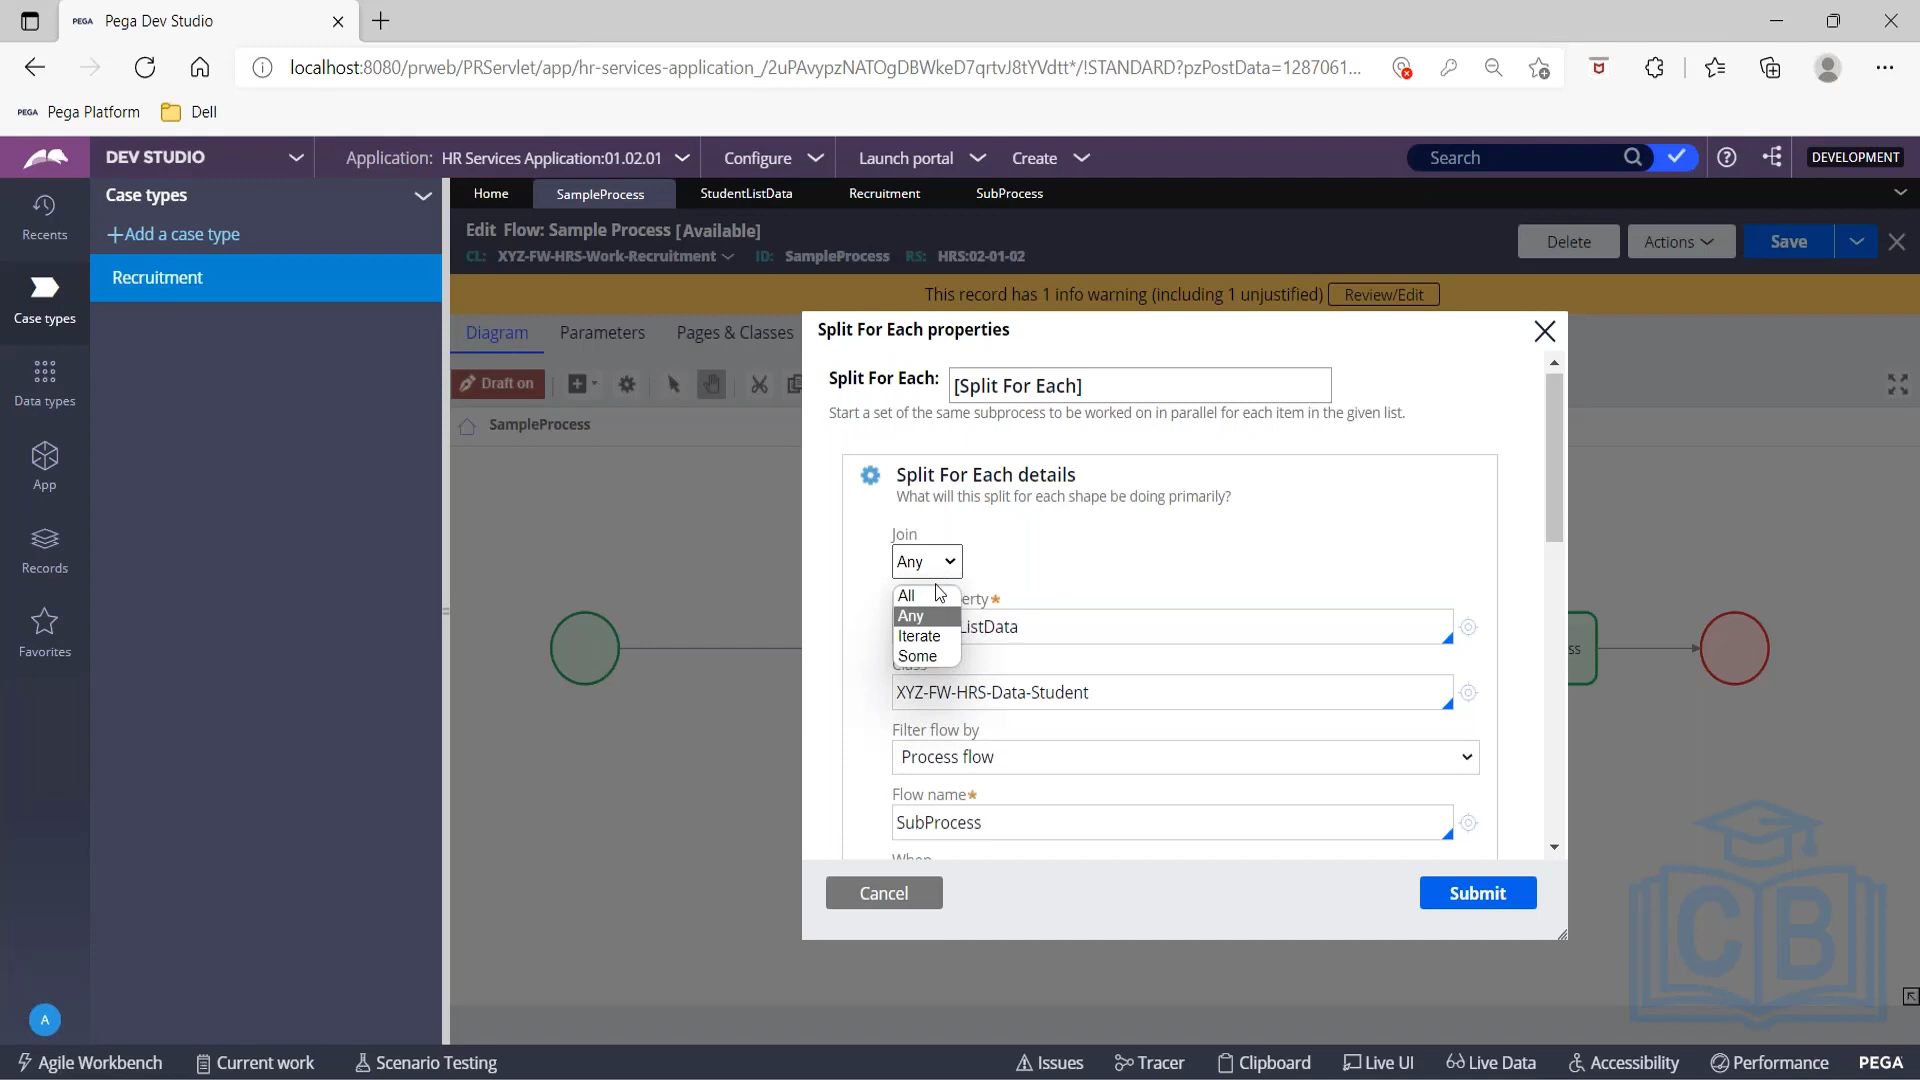 PEGA Pega Dev Studio
localhost:8080/prweb/PRServlet/app/hr-services-application_/2uPAvypzNATOgDBWkeD7qrtvJ8tYVdtt*/!STANDARD?pzPostData=1287061...
PEGA Pega Platform Dell
DEV STUDIO Application: HR Services Application:01.02.01 Configure Launch portal Create Search DEVELOPMENT
Recents
Case types
Data types
App
Records
Favorites
A
Case types
+Add a case type
Recruitment
Home SampleProcess StudentListData Recruitment SubProcess
Edit Flow: Sample Process [Available]
CL: XYZ-FW-HRS-Work-Recruitment ID: SampleProcess RS: HRS:02-01-02
Delete Actions Save
This record has 1 info warning (including 1 unjustified) Review/Edit
Diagram Parameters Pages & Classes
Draft on
SampleProcess
Split For Each properties
Split For Each: [Split For Each]
Start a set of the same subprocess to be worked on in parallel for each item in the given list.
Split For Each details
What will this split for each shape be doing primarily?
Join
Any
All
Any
Iterate
Some
erty*
ListData
XYZ-FW-HRS-Data-Student
Filter flow by
Process flow
Flow name*
SubProcess
When
Cancel Submit
ss
CB
Agile Workbench Current work Scenario Testing Issues Tracer Clipboard Live UI Live Data Accessibility Performance PEGA